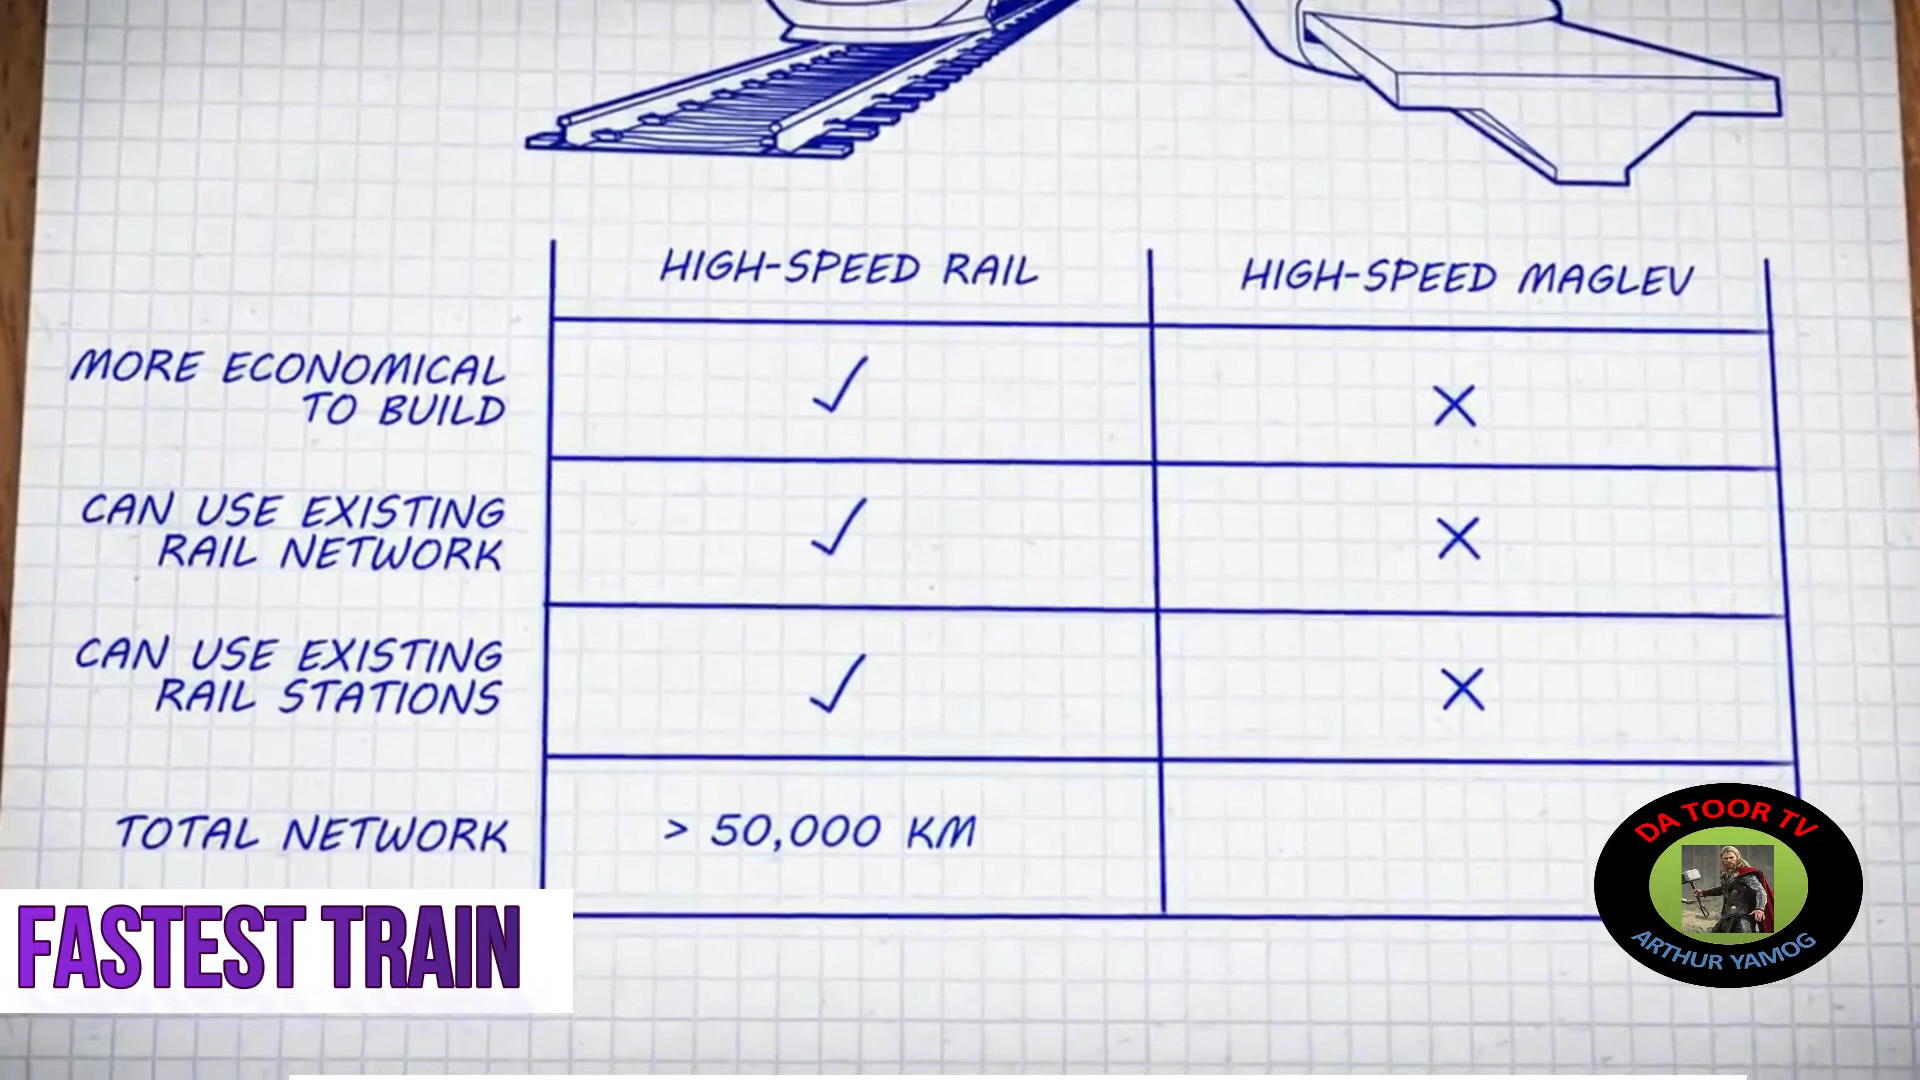 HIGH-SPEED RAIL
HIGH-SPEED MAGLEV
MORE ECONOMICAL
TO BUILD
CAN USE EXISTING
RAIL NETWORK
CAN USE EXISTING
RAIL STATIONS
TOTAL NETWORK
> 50,000 KM
DA TOOR TV
ARTHUR YAMOG
FASTEST TRAIN